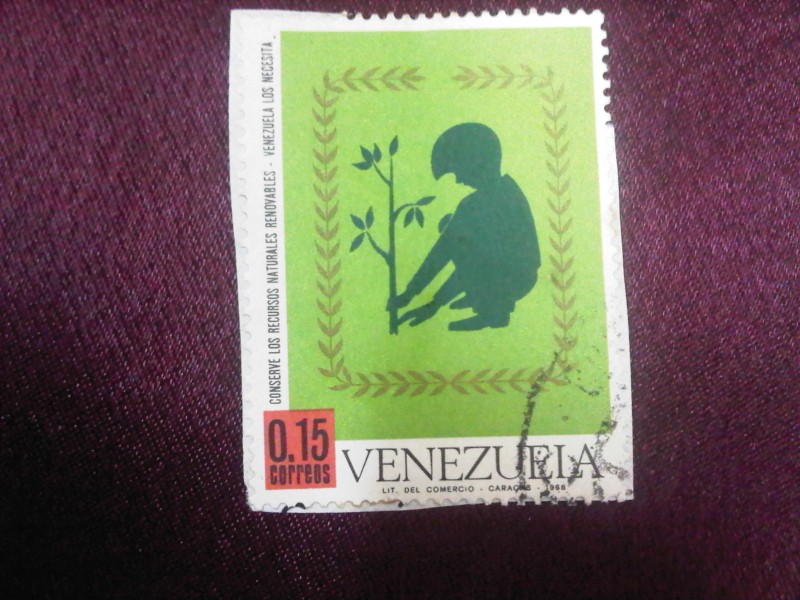 CONSERVE LOS RECURSOS NATURALES RENOVABLES - VENEZUELA LOS NECESITA.
0.15
correos
VENEZUELA
LIT. DEL COMERCIO - CARACAS - 1968